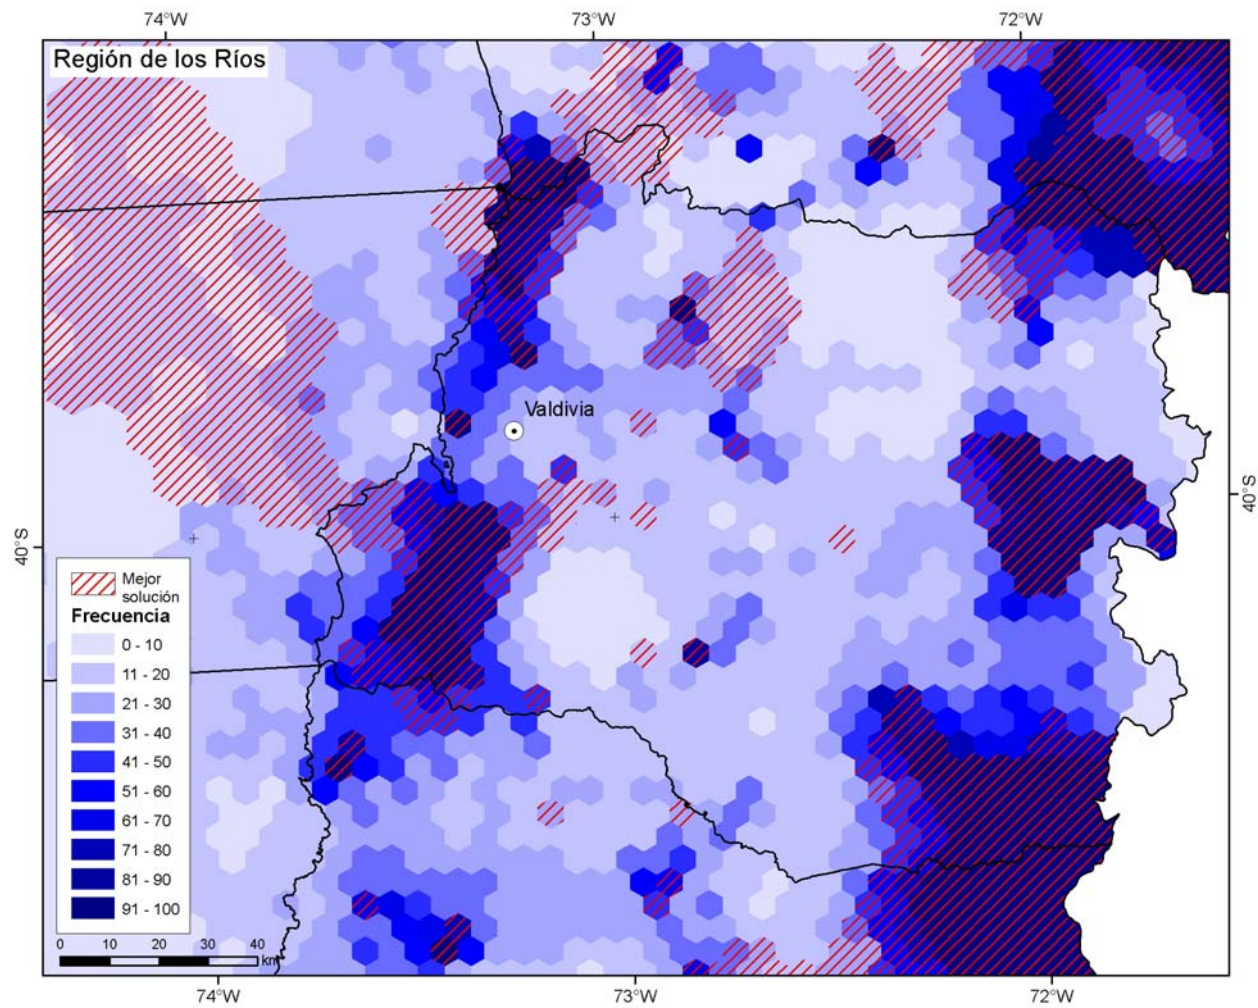 74°W
73°W
72°W
Región de los Ríos
Valdivia
40°S
40°S
Mejor
solución
Frecuencia
0 - 10
11 - 20
21 - 30
31 - 40
41 - 50
51 - 60
61 - 70
71 - 80
81 - 90
91 - 100
0 10 20 30 40
km
74°W
73°W
72°W